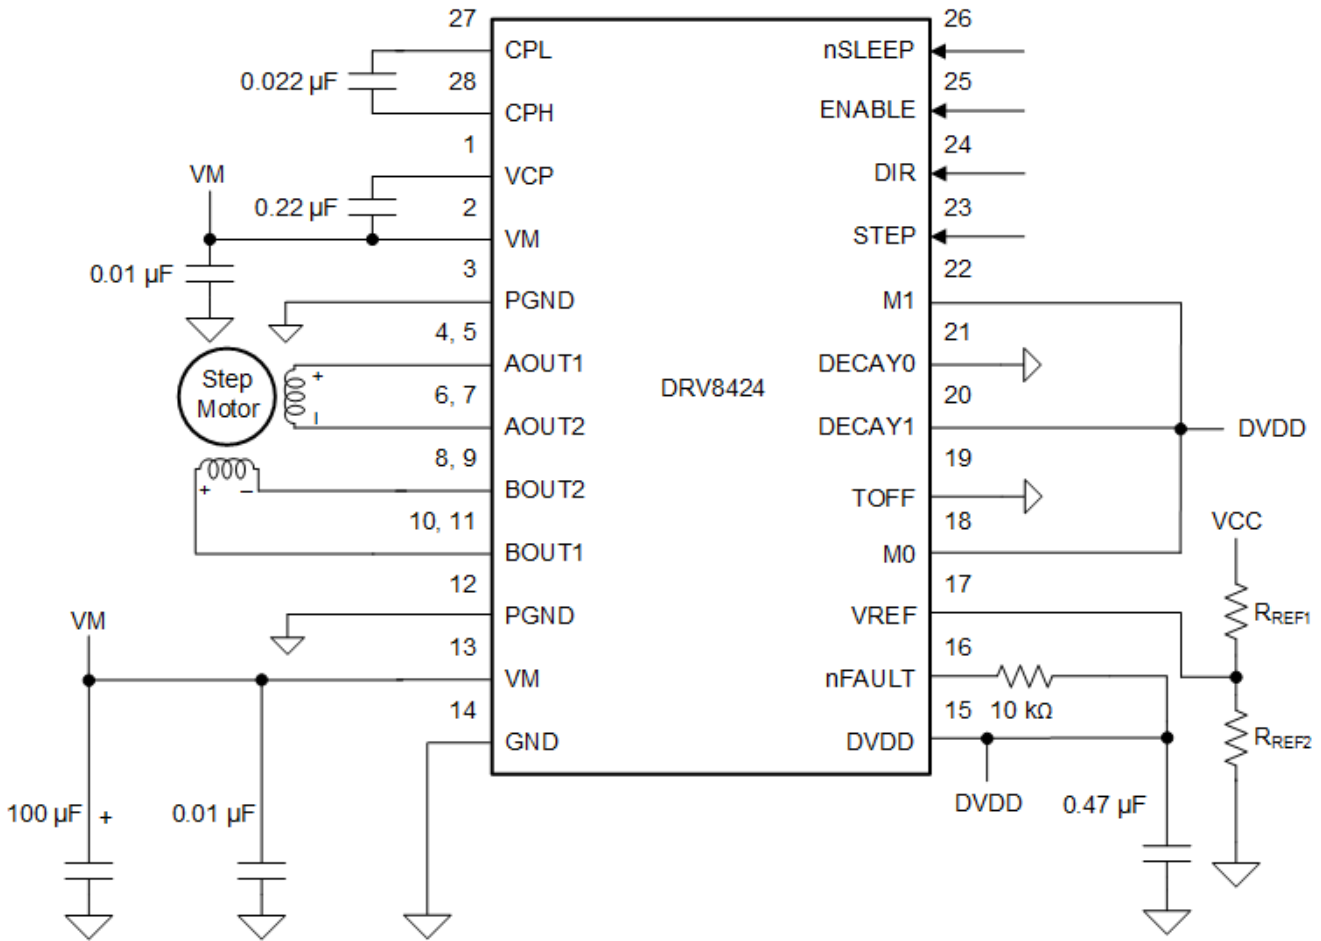 27
CPL
nSLEEP
26
0.022 µF
28
CPH
ENABLE
25
1
VCP
DIR
24
VM
0.22 µF
2
VM
STEP
23
0.01 µF
3
PGND
M1
22
4, 5
AOUT1
DECAY0
21
Step
Motor
+
–
6, 7
AOUT2
DRV8424
DECAY1
20
DVDD
8, 9
BOUT2
TOFF
19
+ –
10, 11
BOUT1
M0
18
VCC
12
PGND
VREF
17
RREF1
VM
13
VM
nFAULT
16
10 kΩ
14
GND
DVDD
15
RREF2
DVDD
100 µF +
0.01 µF
0.47 µF